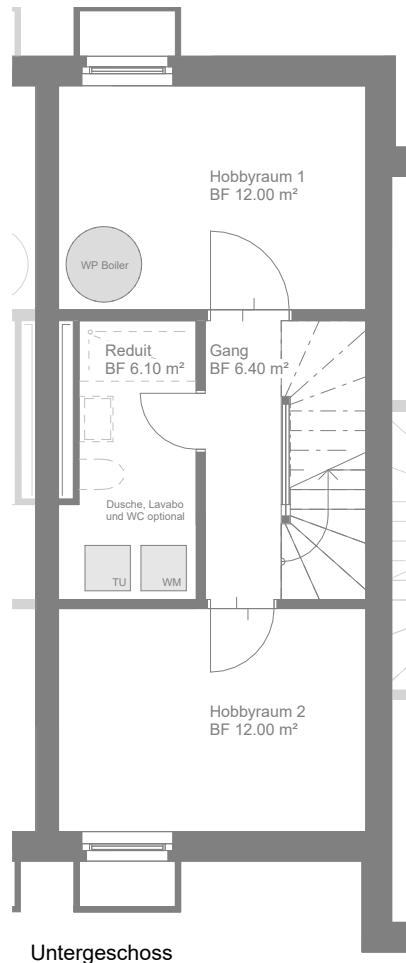 Hobbyraum 1
BF 12.00 m²
WP Boiler
Reduit
BF 6.10 m²
Gang
BF 6.40 m²
Dusche, Lavabo
und WC optional
TU
WM
Hobbyraum 2
BF 12.00 m²
Untergeschoss